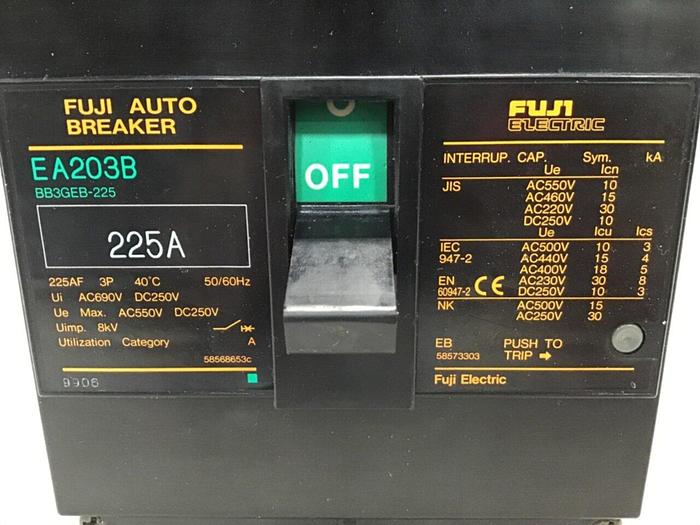 FUJI AUTO
BREAKER
EA203B
BB3GEB-225
225A
225AF 3P 40°C 50/60Hz
Ui AC690V DC250V
Ue Max. AC550V DC250V
Uimp. 8kV
Utilization Category A
58568653c
9906
O
OFF
FUJI
ELECTRIC
INTERRUP. CAP. Sym. kA
Ue Icn
JIS AC550V 10
AC460V 15
AC220V 30
DC250V 10
Ue Icu Ics
IEC AC500V 10 3
947-2 AC440V 15 4
AC400V 18 5
EN AC230V 30 8
60947-2 CE DC250V 10 3
NK AC500V 15
AC250V 30
EB PUSH TO
58573303 TRIP ➡
Fuji Electric